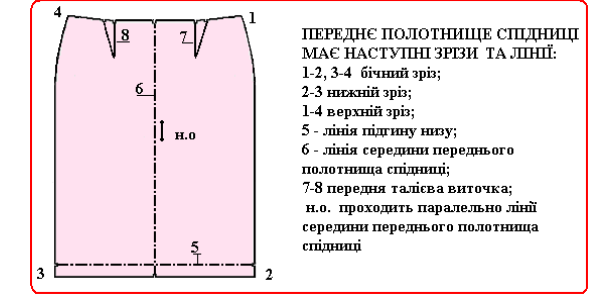 4
1
8
7
6
н.о
5
3
2
ПЕРЕДНЄ ПОЛОТНИЩЕ СПІДНИЦІ
МАЄ НАСТУПНІ ЗРІЗИ ТА ЛІНІЇ:
1-2, 3-4 бічний зріз;
2-3 нижній зріз;
1-4 верхній зріз;
5 - лінія підгину низу;
6 - лінія середини переднього
полотнища спідниці;
7-8 передня талієва виточка;
н.о. проходить паралельно лінії
середини переднього полотнища
спідниці